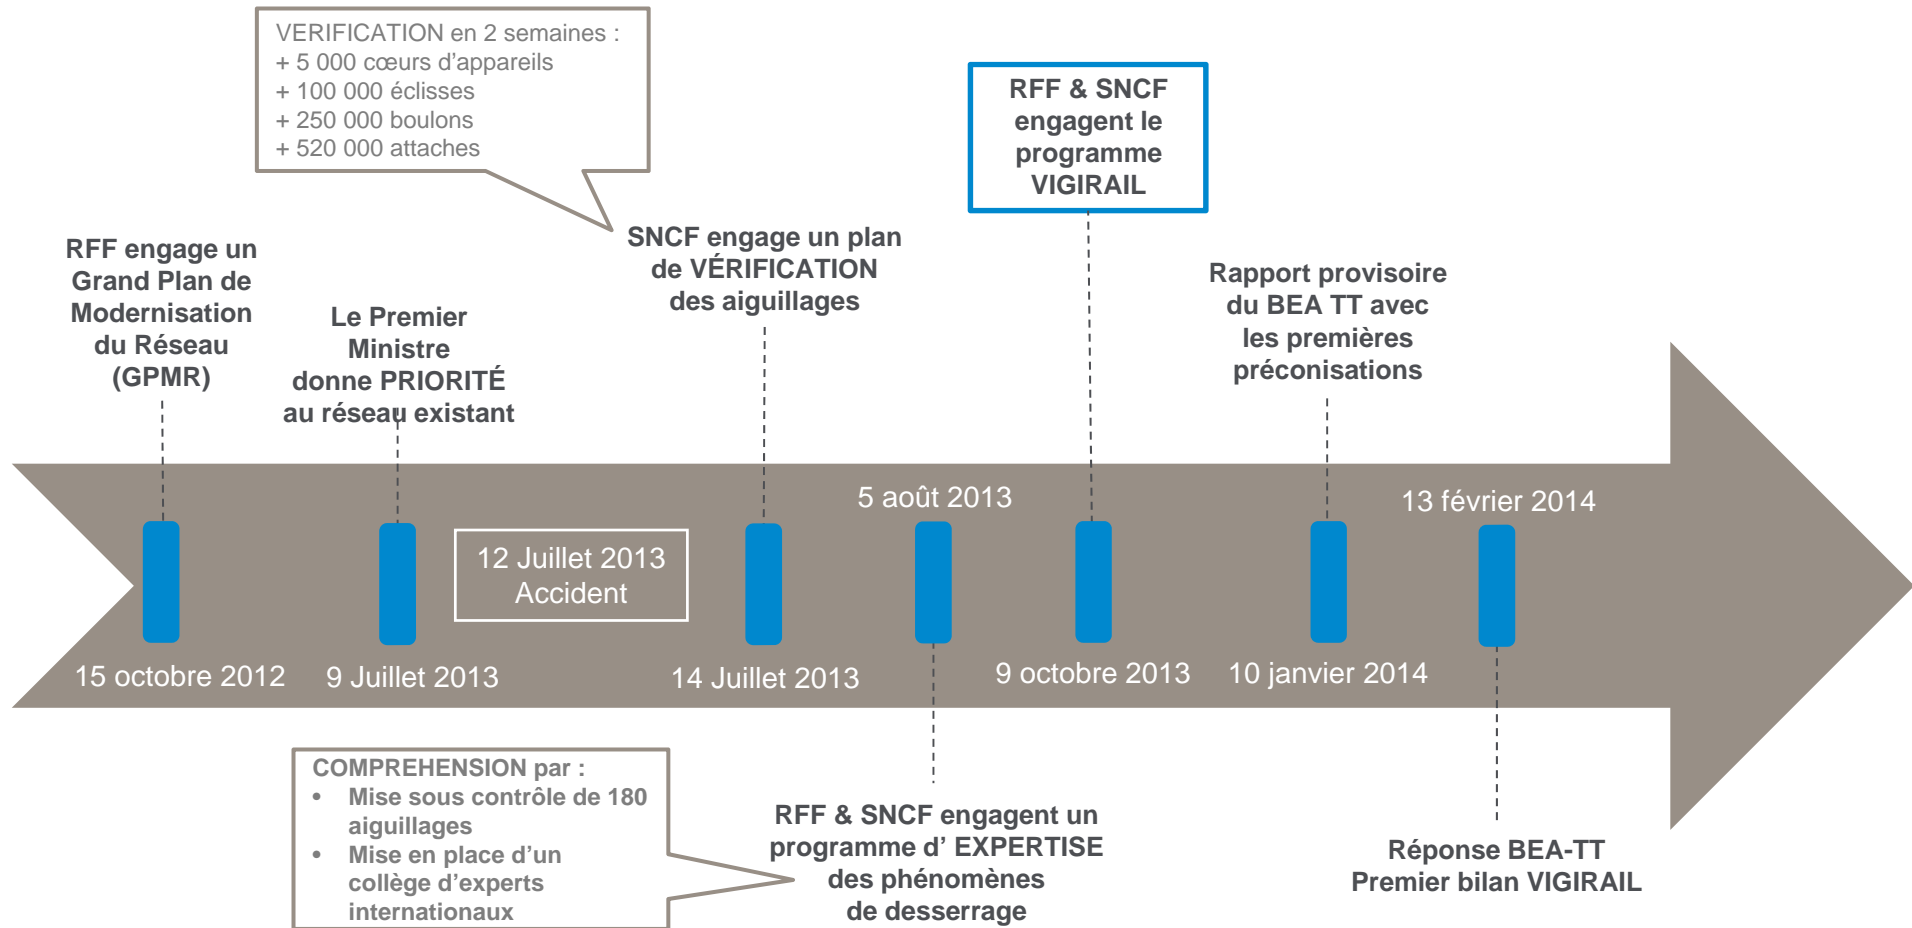 VERIFICATION en 2 semaines :
+ 5 000 cœurs d'appareils
+ 100 000 éclisses
+ 250 000 boulons
+ 520 000 attaches
RFF & SNCF
engagent le
programme
VIGIRAIL
RFF engage un
Grand Plan de
Modernisation
du Réseau
(GPMR)
Le Premier
Ministre
donne PRIORITÉ
au réseau existant
SNCF engage un plan
de VÉRIFICATION
des aiguillages
Rapport provisoire
du BEA TT avec
les premières
préconisations
15 octobre 2012
9 Juillet 2013
12 Juillet 2013
Accident
14 Juillet 2013
5 août 2013
9 octobre 2013
10 janvier 2014
13 février 2014
COMPREHENSION par :
• Mise sous contrôle de 180
aiguillages
• Mise en place d'un
collège d'experts
internationaux
RFF & SNCF engagent un
programme d' EXPERTISE
des phénomènes
de desserrage
Réponse BEA-TT
Premier bilan VIGIRAIL